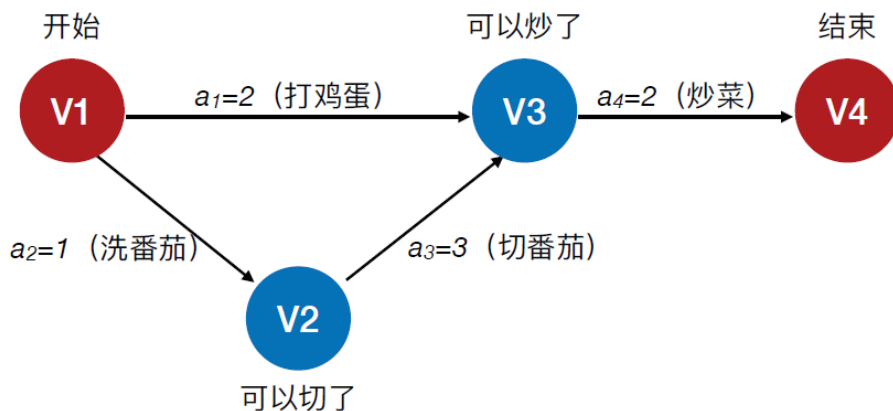 开始
可以炒了
结束
V1
a₁=2（打鸡蛋）
V3
a₄=2（炒菜）
V4
a₂=1（洗番茄）
a₃=3（切番茄）
V2
可以切了